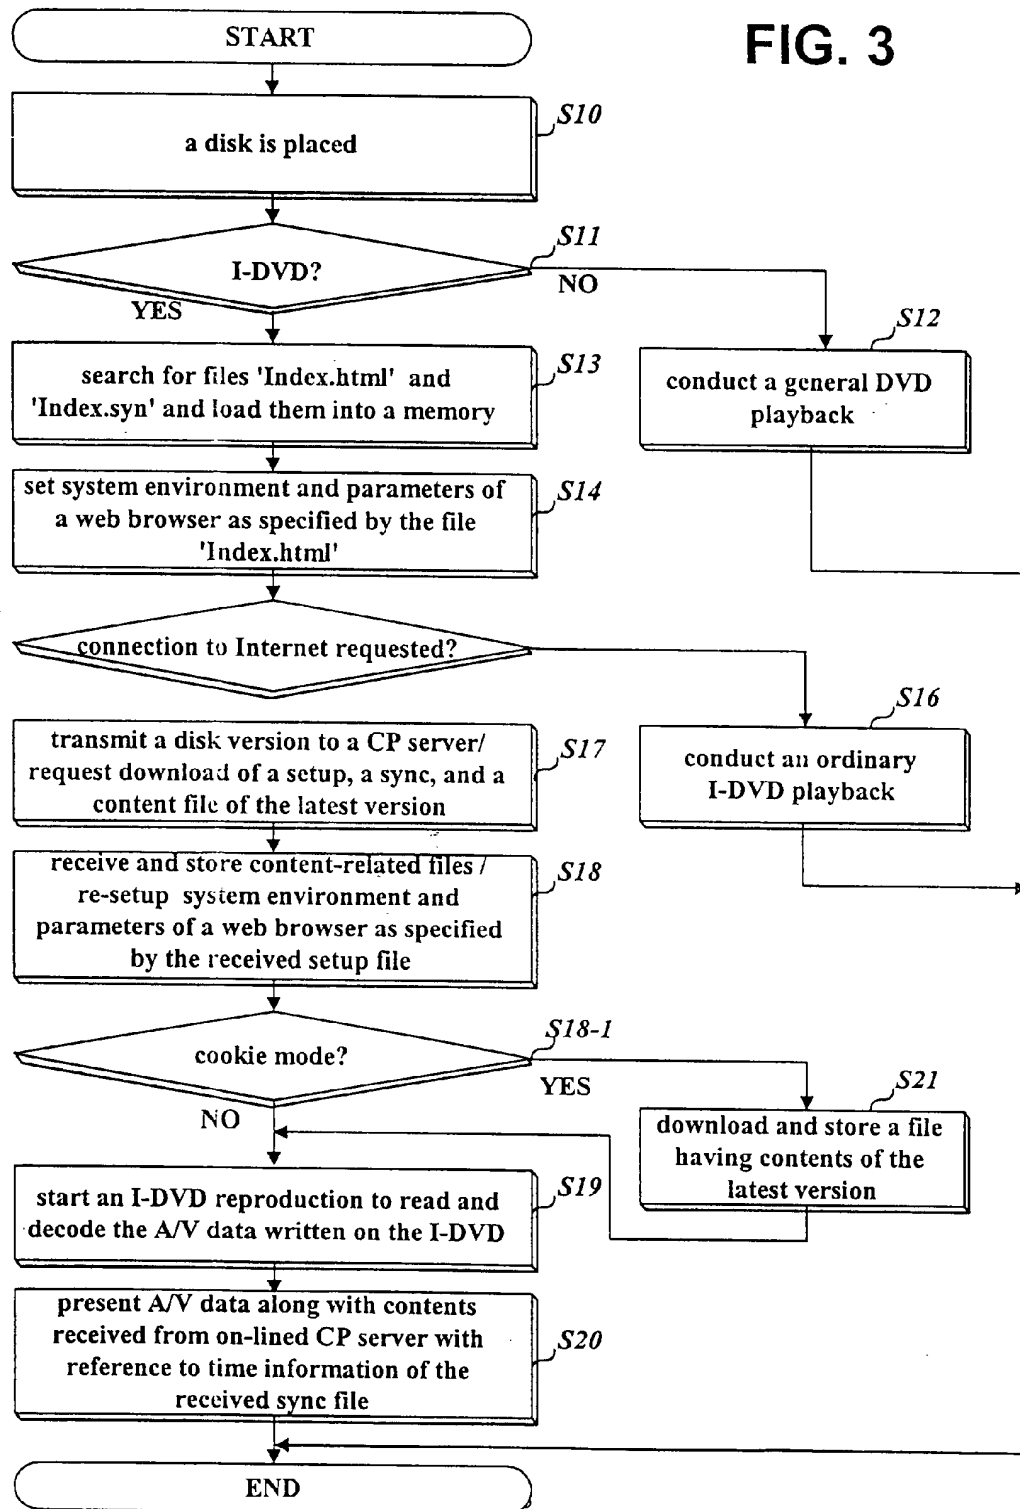 START
FIG. 3
S10
a disk is placed
S11
I-DVD?
NO
YES
S12
conduct a general DVD
playback
S13
search for files 'Index.html' and
'Index.syn' and load them into a memory
S14
set system environment and parameters of
a web browser as specified by the file
'Index.html'
connection to Internet requested?
S16
conduct an ordinary
I-DVD playback
S17
transmit a disk version to a CP server/
request download of a setup, a sync, and a
content file of the latest version
S18
receive and store content-related files /
re-setup system environment and
parameters of a web browser as specified
by the received setup file
S18-1
cookie mode?
YES
NO
S21
download and store a file
having contents of the
latest version
S19
start an I-DVD reproduction to read and
decode the A/V data written on the I-DVD
S20
present A/V data along with contents
received from on-lined CP server with
reference to time information of the
received sync file
END